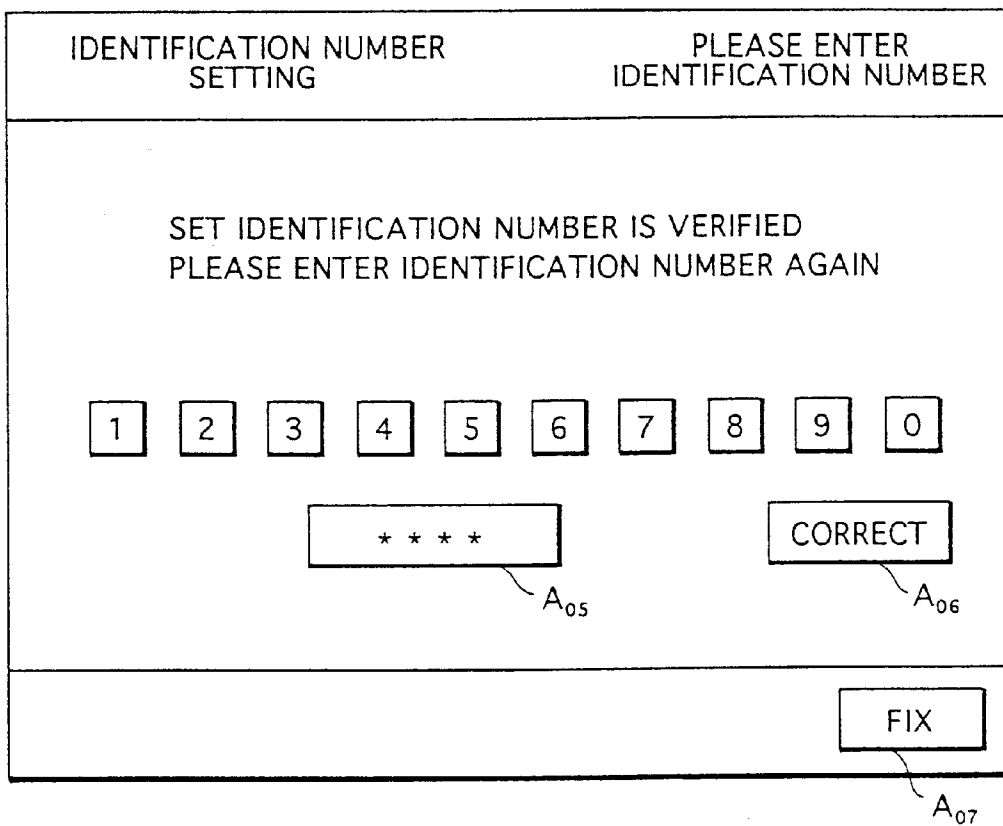 IDENTIFICATION NUMBER
SETTING
PLEASE ENTER
IDENTIFICATION NUMBER
SET IDENTIFICATION NUMBER IS VERIFIED
PLEASE ENTER IDENTIFICATION NUMBER AGAIN
1 2 3 4 5 6 7 8 9 0
* * * *
CORRECT
A05
A06
FIX
A07